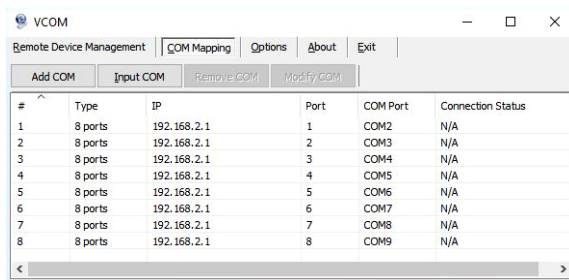 VCOM
Remote Device Management COM Mapping Options About Exit
Add COM Input COM Remove COM Modify COM
# Type IP Port COM Port Connection Status
1 8 ports 192.168.2.1 1 COM2 N/A
2 8 ports 192.168.2.1 2 COM3 N/A
3 8 ports 192.168.2.1 3 COM4 N/A
4 8 ports 192.168.2.1 4 COM5 N/A
5 8 ports 192.168.2.1 5 COM6 N/A
6 8 ports 192.168.2.1 6 COM7 N/A
7 8 ports 192.168.2.1 7 COM8 N/A
8 8 ports 192.168.2.1 8 COM9 N/A